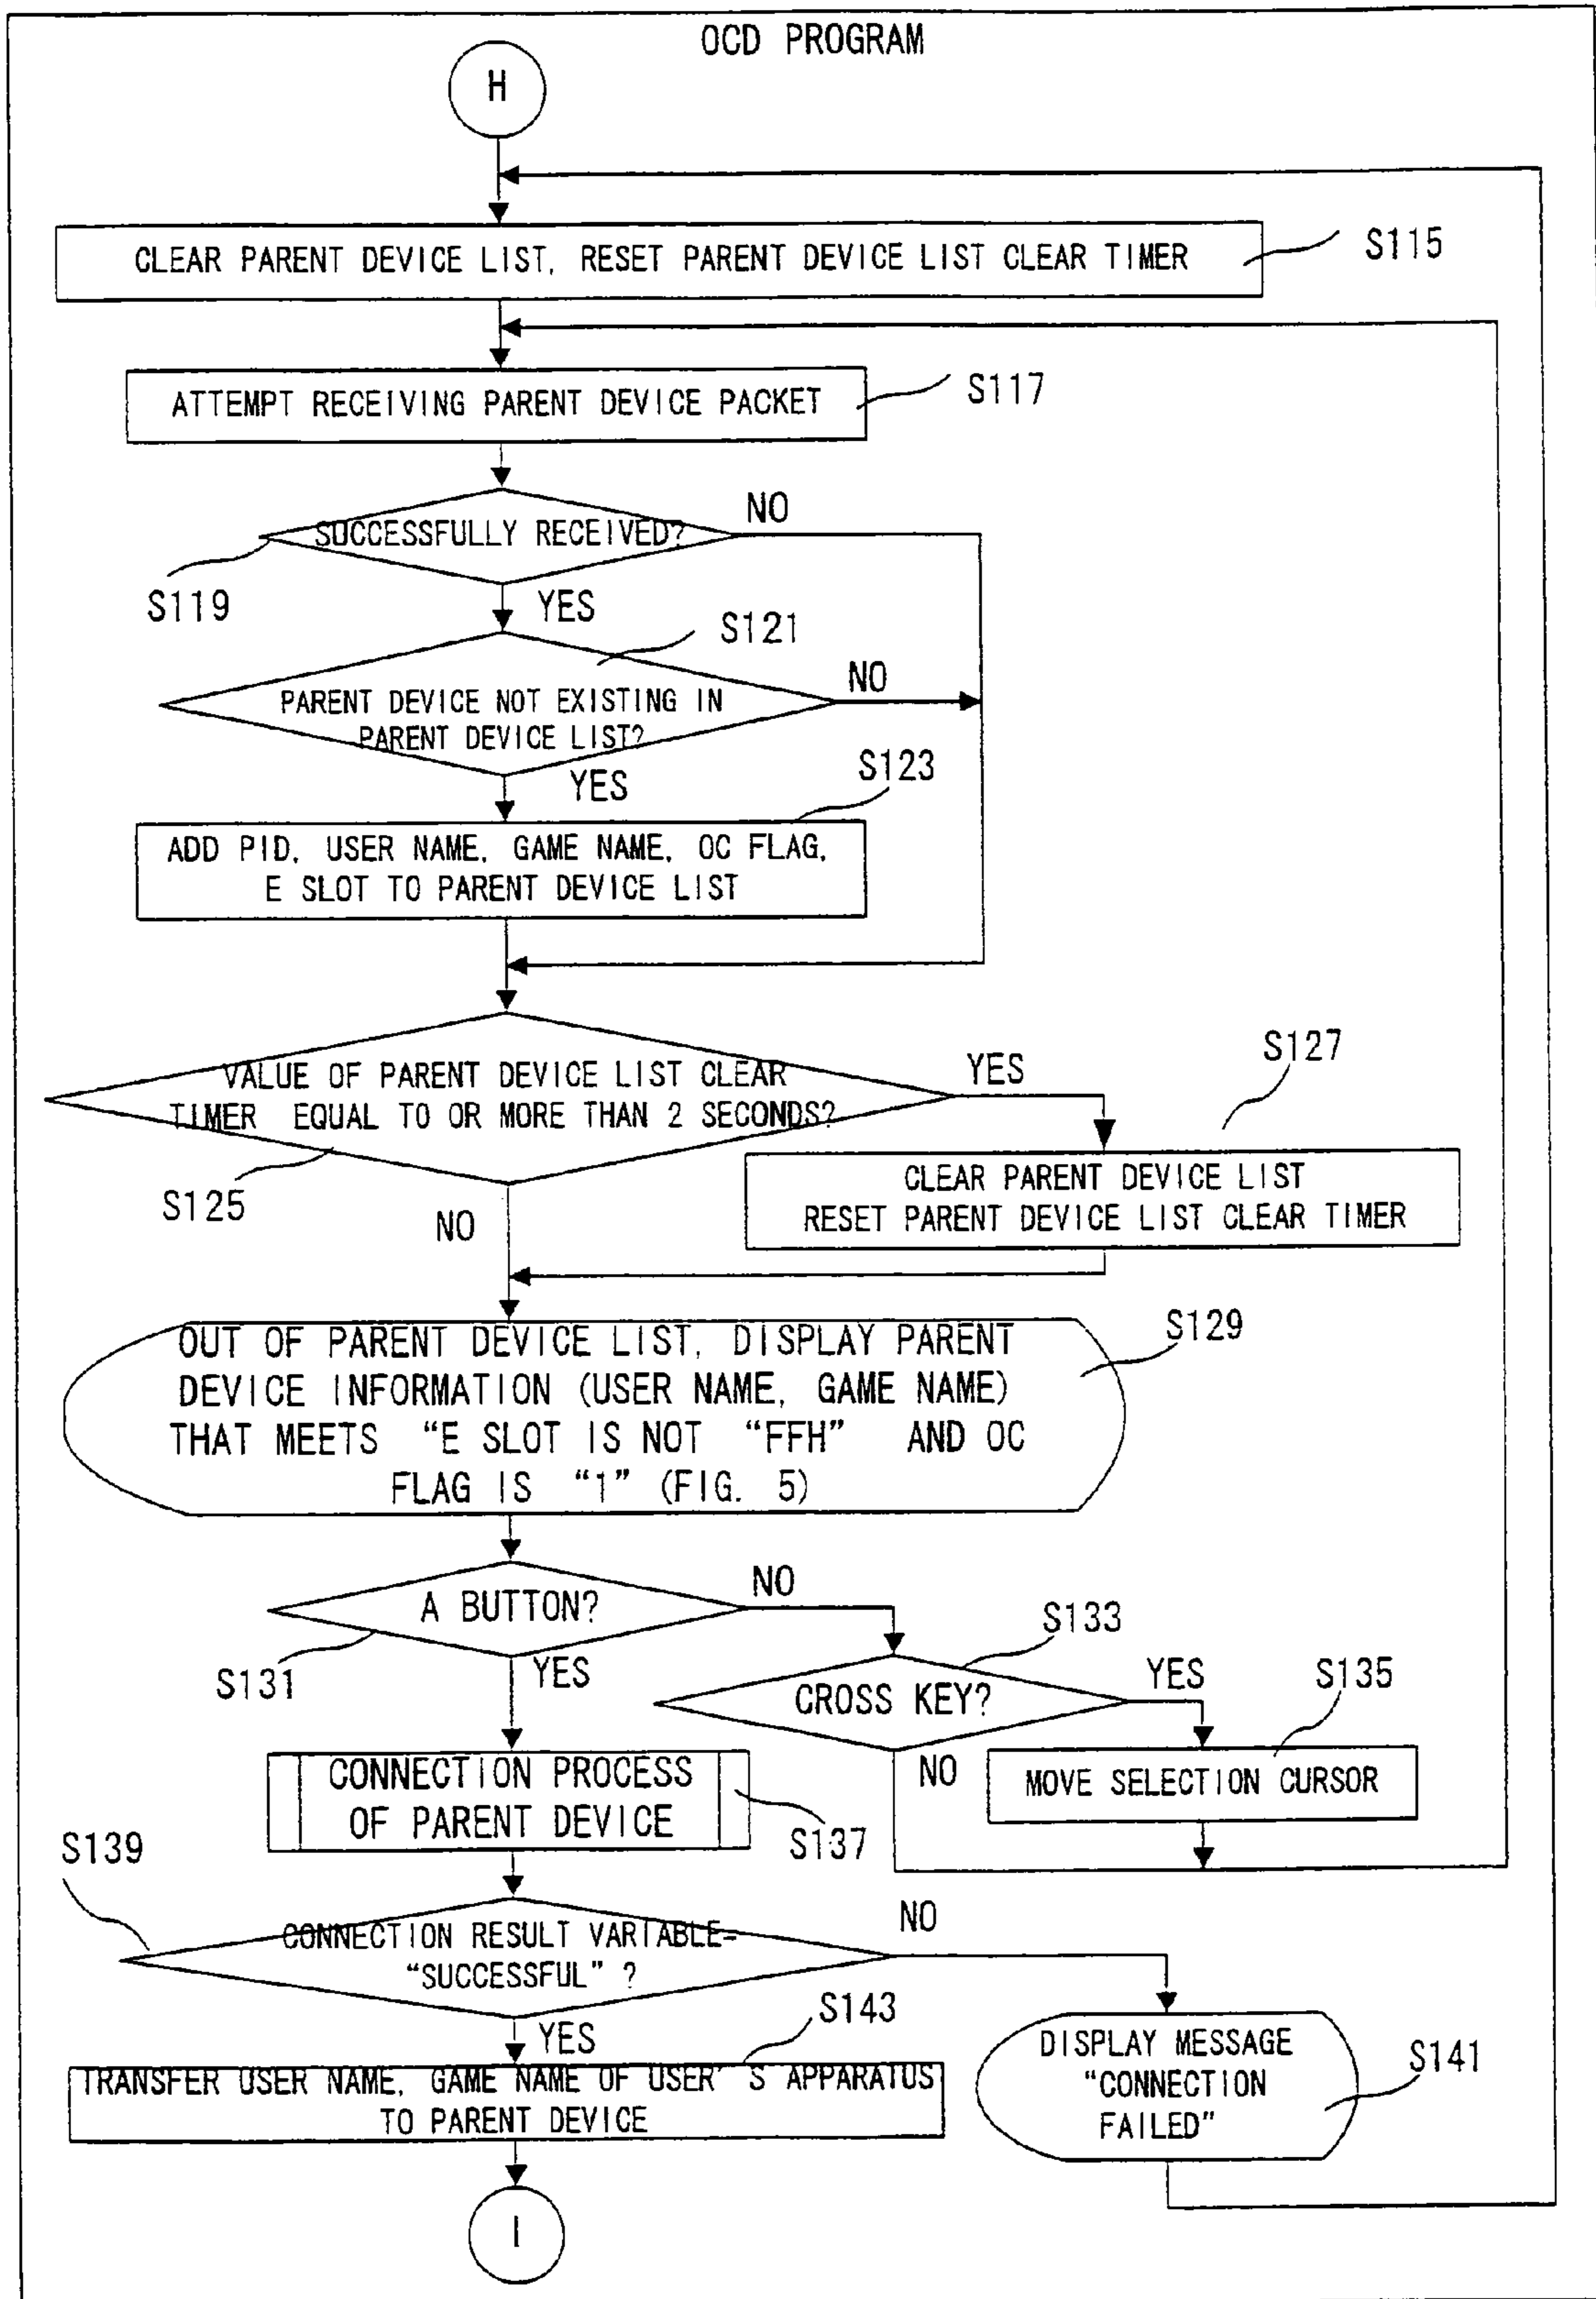 OCD PROGRAM
H
CLEAR PARENT DEVICE LIST, RESET PARENT DEVICE LIST CLEAR TIMER
S115
ATTEMPT RECEIVING PARENT DEVICE PACKET
S117
SUCCESSFULLY RECEIVED?
NO
S119
YES
S121
PARENT DEVICE NOT EXISTING IN
PARENT DEVICE LIST?
NO
YES
S123
ADD PID, USER NAME, GAME NAME, OC FLAG,
E SLOT TO PARENT DEVICE LIST
VALUE OF PARENT DEVICE LIST CLEAR
TIMER EQUAL TO OR MORE THAN 2 SECONDS?
YES
S127
S125
NO
CLEAR PARENT DEVICE LIST
RESET PARENT DEVICE LIST CLEAR TIMER
OUT OF PARENT DEVICE LIST, DISPLAY PARENT
DEVICE INFORMATION (USER NAME, GAME NAME)
THAT MEETS “E SLOT IS NOT “FFH” AND OC
FLAG IS “1” (FIG. 5)
S129
A BUTTON?
NO
S131
YES
S133
CROSS KEY?
YES
S135
NO
MOVE SELECTION CURSOR
CONNECTION PROCESS
OF PARENT DEVICE
S137
S139
CONNECTION RESULT VARIABLE=
“SUCCESSFUL” ?
NO
YES
S143
TRANSFER USER NAME, GAME NAME OF USER' S APPARATUS
TO PARENT DEVICE
DISPLAY MESSAGE
“CONNECTION
FAILED”
S141
I